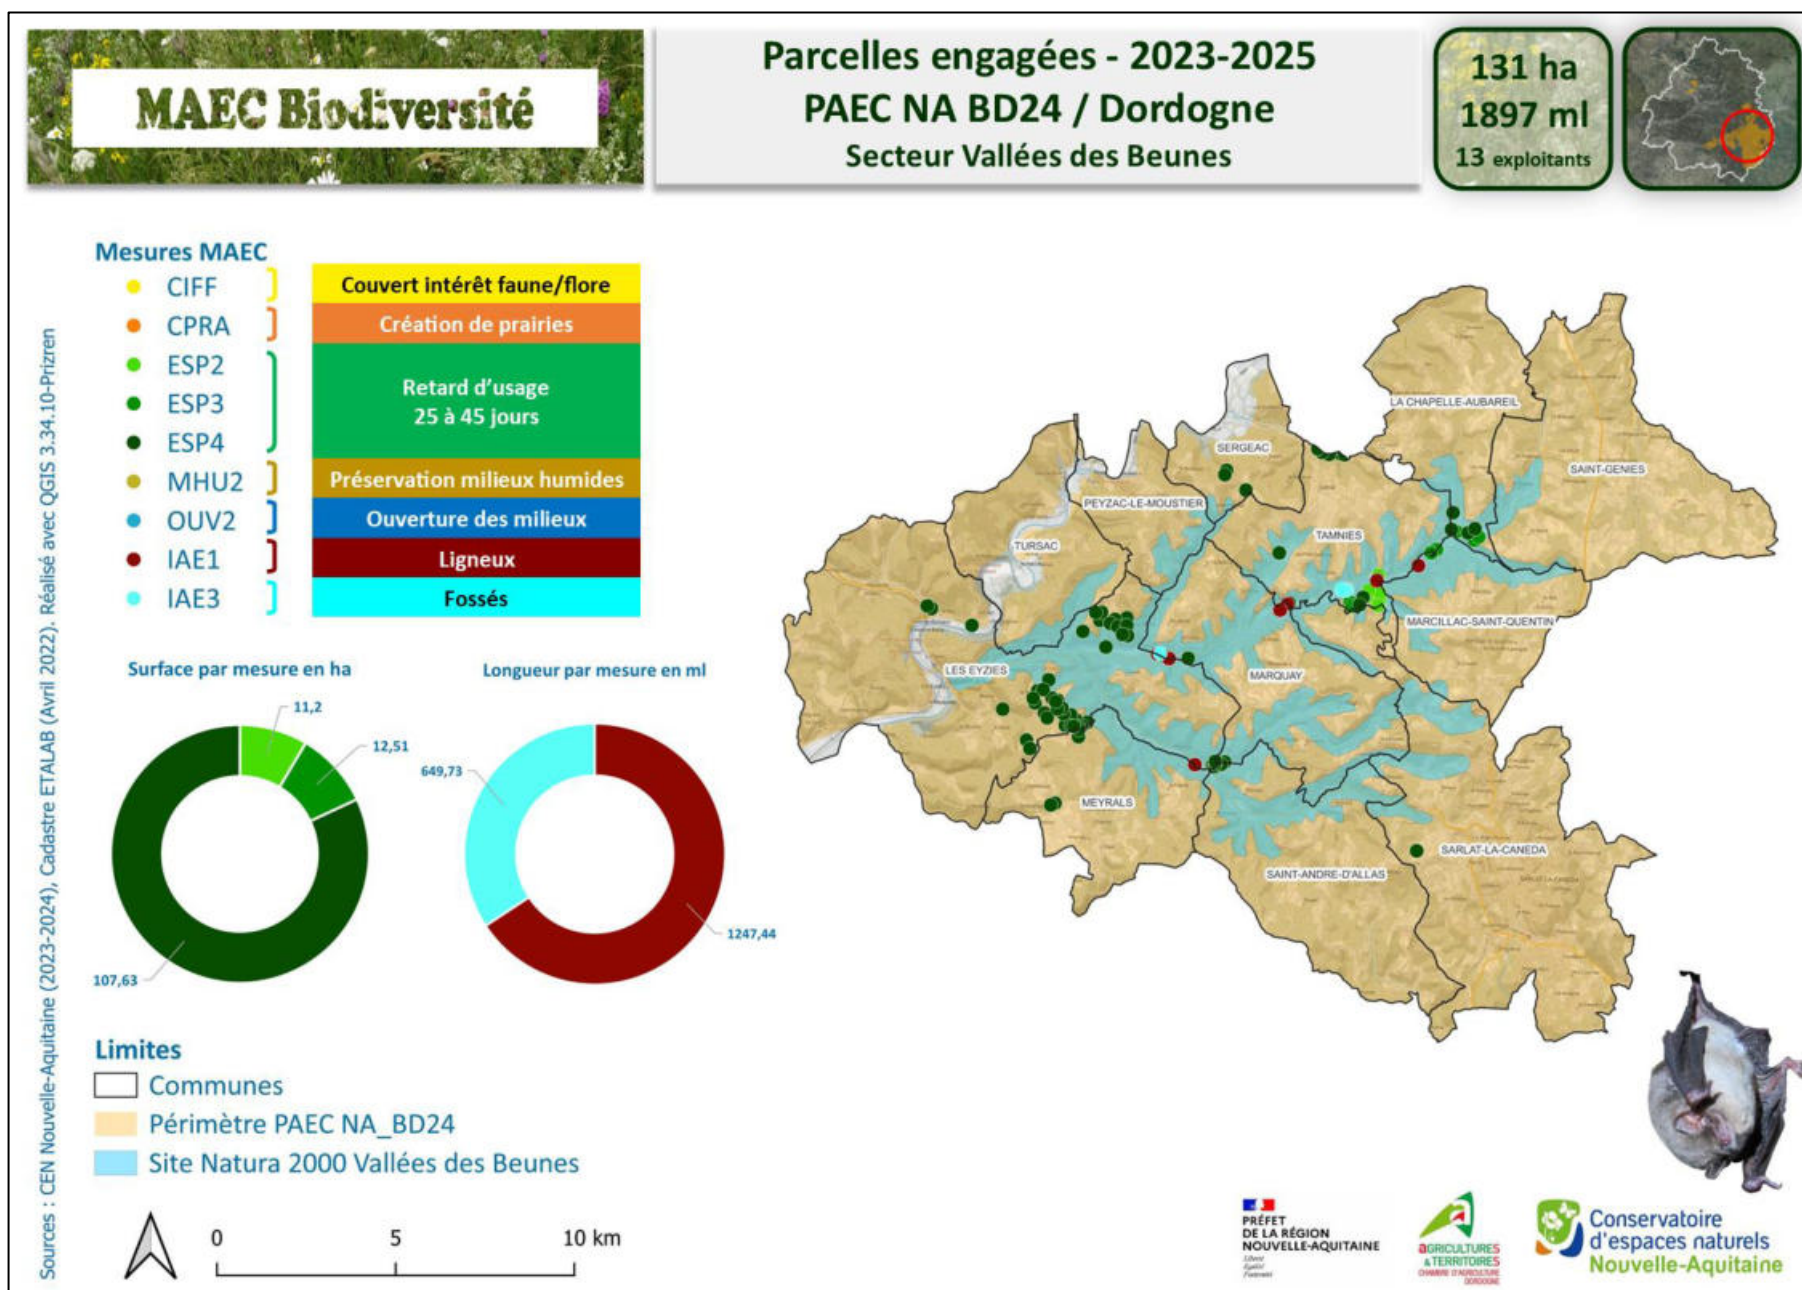 MAEC Biodiversité
Parcelles engagées - 2023-2025
PAEC NA BD24 / Dordogne
Secteur Vallées des Beunes
131 ha
1897 ml
13 exploitants
Mesures MAEC
CIFF
Couvert intérêt faune/flore
CPRA
Création de prairies
ESP2
ESP3
ESP4
Retard d'usage
25 à 45 jours
MHU2
Préservation milieux humides
OUV2
Ouverture des milieux
IAE1
Ligneux
IAE3
Fossés
Surface par mesure en ha
11,2
12,51
107,63
Longueur par mesure en ml
649,73
1247,44
LA CHAPELLE-AUBAREIL
SERGEAC
SAINT-GENIES
PEYZAC-LE-MOUSTIER
TAMNIES
TURSAC
MARCILLAC-SAINT-QUENTIN
LES EYZIES
MARQUAY
MEYRALS
SARLAT-LA-CANEDA
SAINT-ANDRE-D'ALLAS
Limites
Communes
Périmètre PAEC NA_BD24
Site Natura 2000 Vallées des Beunes
0 5 10 km
Sources : CEN Nouvelle-Aquitaine (2023-2024), Cadastre ETALAB (Avril 2022). Réalisé avec QGIS 3.34.10-Prizren
PRÉFET
DE LA RÉGION
NOUVELLE-AQUITAINE
Liberté
Égalité
Fraternité
aGRICULTURES
& TERRITOIRES
CHAMBRE D'AGRICULTURE
DORDOGNE
Conservatoire
d'espaces naturels
Nouvelle-Aquitaine